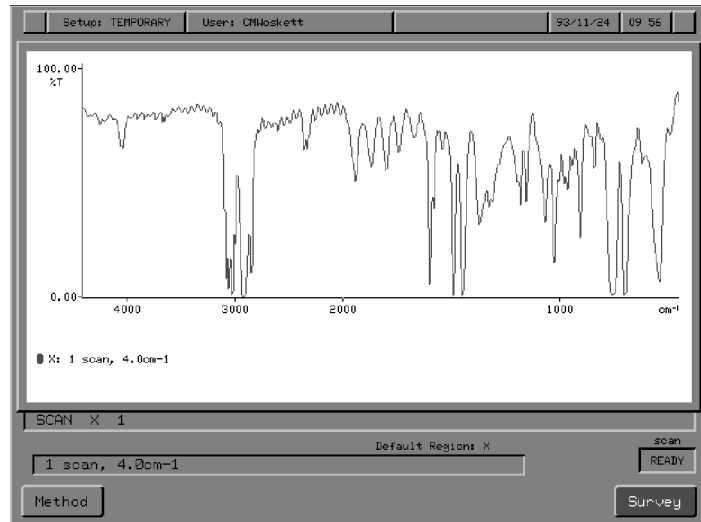 Setup: TEMPORARY User: CMWoskett 93/11/24 09 56
100.00
%T
0.00
4000 3000 2000 1000 cm-1
X: 1 scan, 4.0cm-1
SCAN X 1
Default Region: X
scan
1 scan, 4.0cm-1
READY
Method Survey